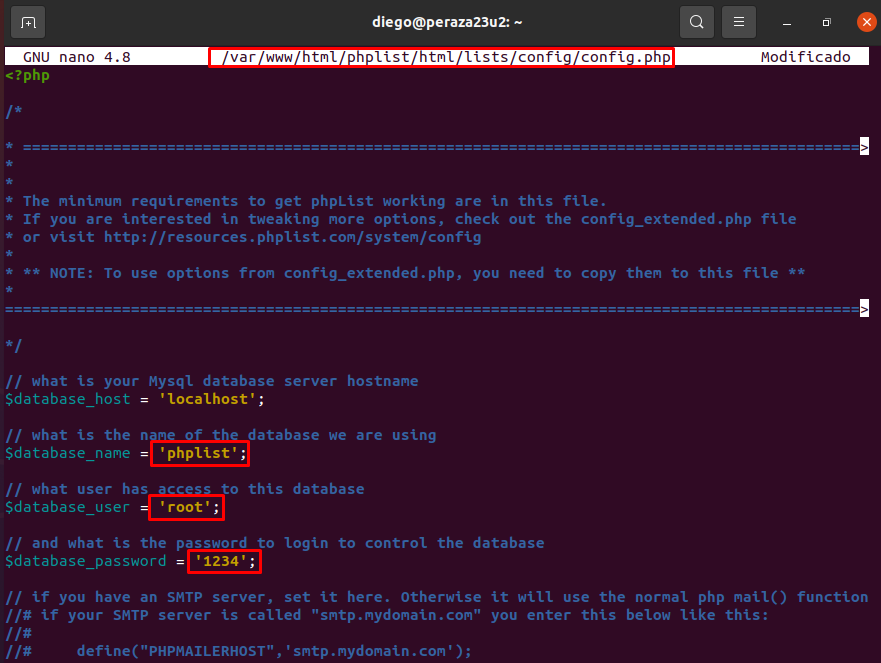 diego@peraza23u2: ~
GNU nano 4.8 /var/www/html/phplist/html/lists/config/config.php Modificado
<?php
/*
* =============================================================================================>
*
*
* The minimum requirements to get phpList working are in this file.
* If you are interested in tweaking more options, check out the config_extended.php file
* or visit http://resources.phplist.com/system/config
*
* ** NOTE: To use options from config_extended.php, you need to copy them to this file **
*
===============================================================================================>
*/
// what is your Mysql database server hostname
$database_host = 'localhost';
// what is the name of the database we are using
$database_name = 'phplist';
// what user has access to this database
$database_user = 'root';
// and what is the password to login to control the database
$database_password = '1234';
// if you have an SMTP server, set it here. Otherwise it will use the normal php mail() function
//# if your SMTP server is called "smtp.mydomain.com" you enter this below like this:
//#
//#     define("PHPMAILERHOST",'smtp.mydomain.com');